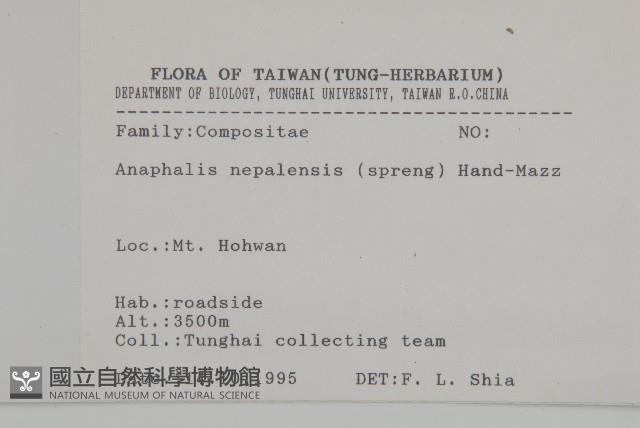 FLORA OF TAIWAN(TUNG-HERBARIUM)
DEPARTMENT OF BIOLOGY, TUNGHAI UNIVERSITY, TAIWAN R.O.CHINA
Family:Compositae NO:
Anaphalis nepalensis (spreng) Hand-Mazz
Loc.:Mt. Hohwan
Hab.:roadside
Alt.:3500m
Coll.:Tunghai collecting team
1995 DET:F. L. Shia
國立自然科學博物館
NATIONAL MUSEUM OF NATURAL SCIENCE